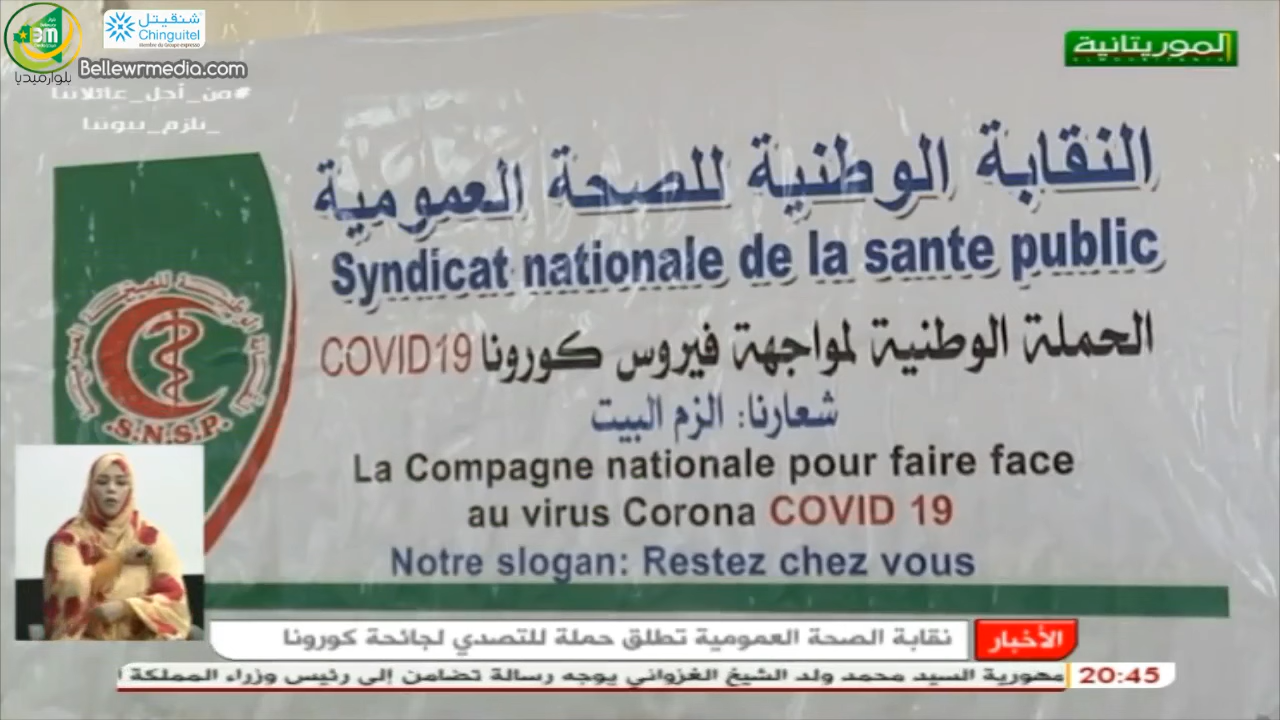 شنقيتل
Chinguitel
Bellewrmedia.com
بلوارميديا
الموريتانية
#من_أجل_عائلاتنا
_نلزم_بيوتنا
النقابة الوطنية للصحة العمومية
Syndicat nationale de la sante public
الحملة الوطنية لمواجهة فيروس كورونا COVID19
شعارنا: الزم البيت
La Compagne nationale pour faire face
au virus Corona COVID 19
Notre slogan: Restez chez vous
.S.N.S.P.
الأخبار
نقابة الصحة العمومية تطلق حملة للتصدي لجائحة كورونا
20:45
مهورية السيد محمد ولد الشيخ الغزواني يوجه رسالة تضامن إلى رئيس وزراء المملكة ا